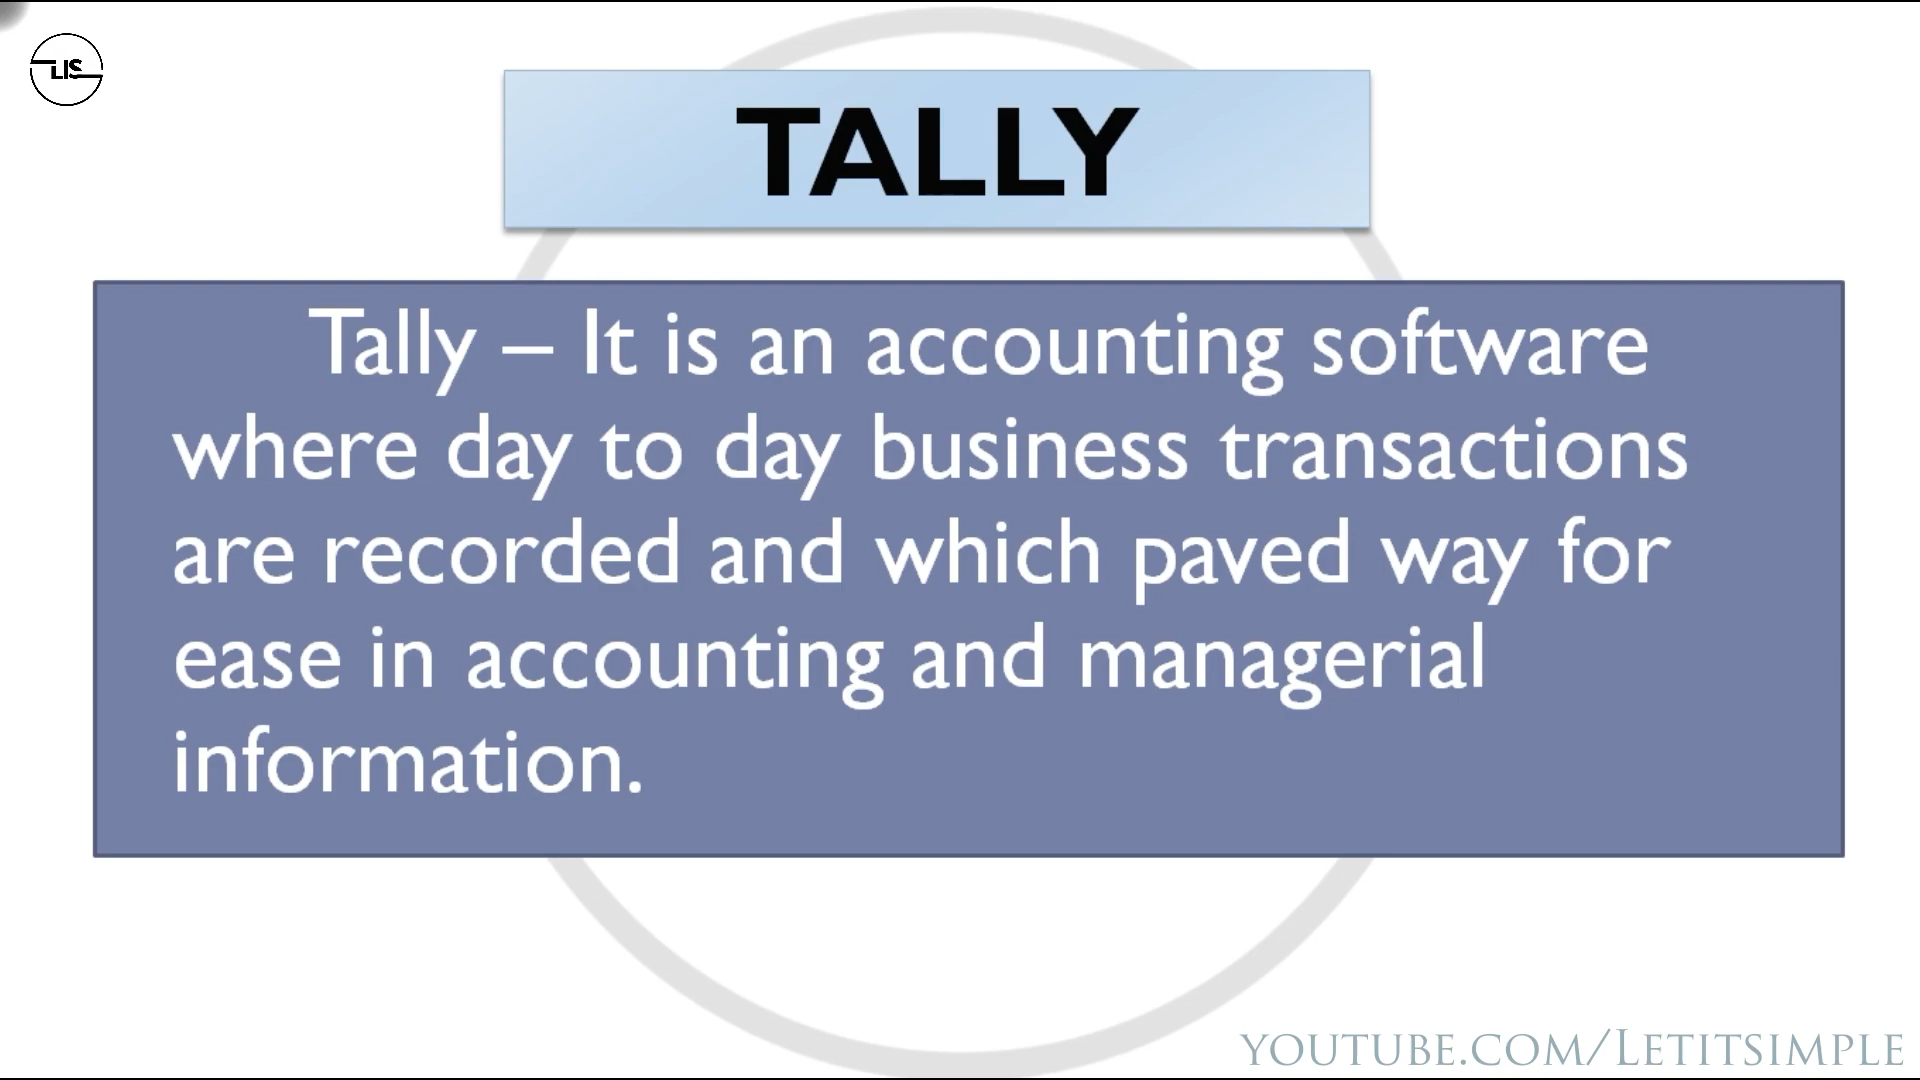 LIS
TALLY
Tally – It is an accounting software
where day to day business transactions
are recorded and which paved way for
ease in accounting and managerial
information.
YOUTUBE.COM/LETITSIMPLE